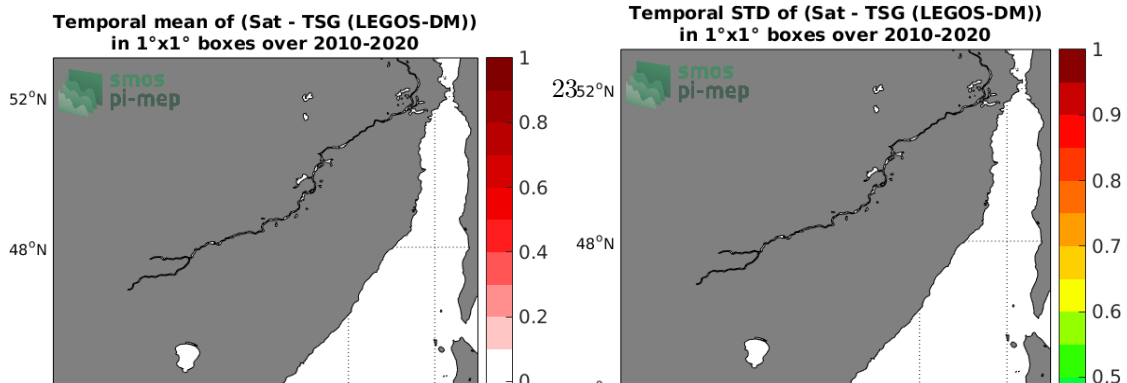 Temporal mean of (Sat - TSG (LEGOS-DM))
in 1°x1° boxes over 2010-2020
smos
pi-mep
52°N
48°N
1
0.8
0.6
0.4
0.2
0
23
Temporal STD of (Sat - TSG (LEGOS-DM))
in 1°x1° boxes over 2010-2020
smos
pi-mep
52°N
48°N
1
0.9
0.8
0.7
0.6
0.5